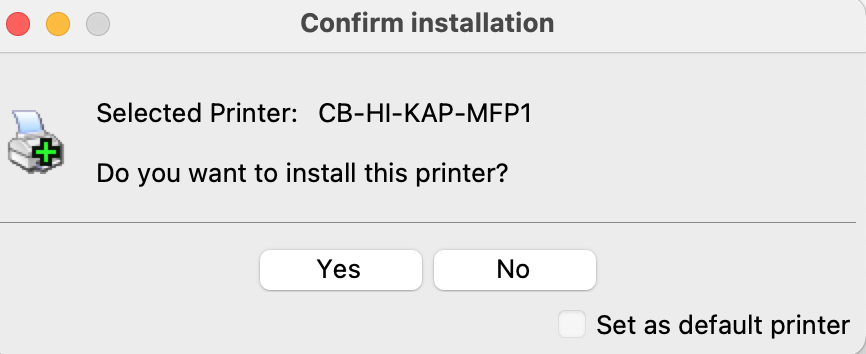 Confirm installation
Selected Printer: CB-HI-KAP-MFP1
Do you want to install this printer?
Yes
No
Set as default printer